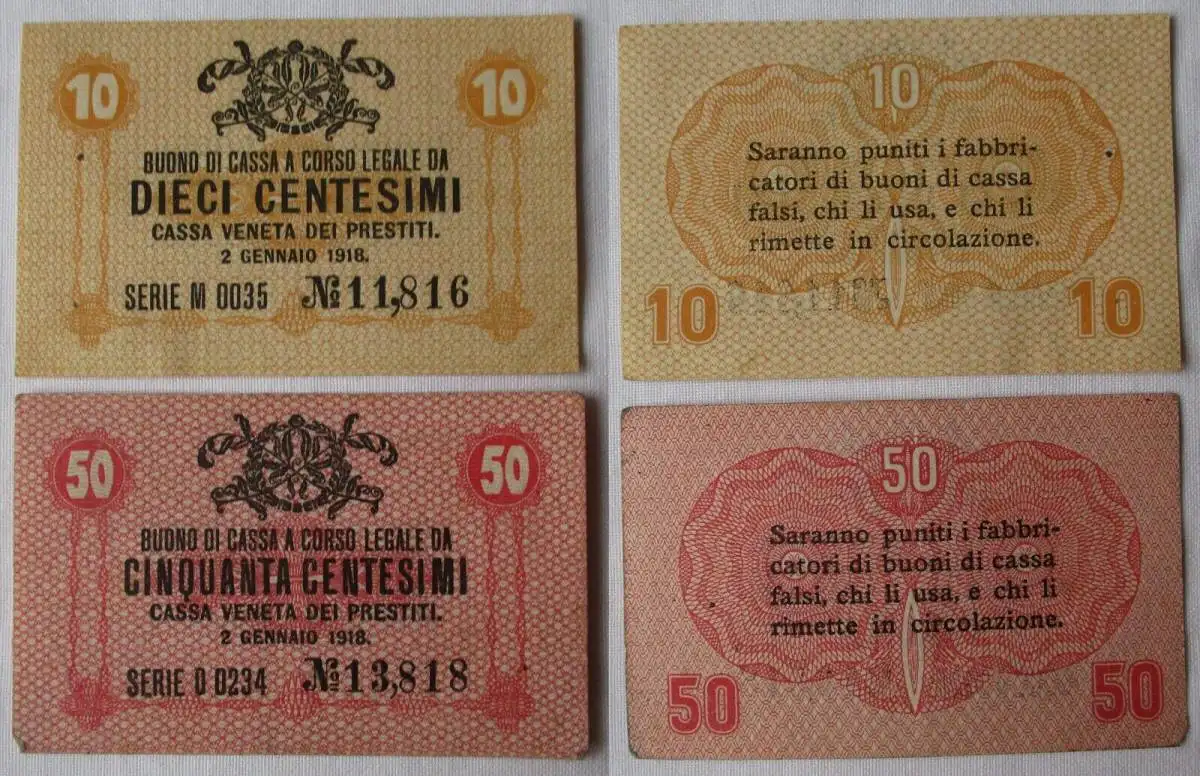 10 10
BUONO DI CASSA A CORSO LEGALE DA
DIECI CENTESIMI
CASSA VENETA DEI PRESTITI.
2 GENNAIO 1918.
SERIE M 0035 № 11,816
10
Saranno puniti i fabbri-
catori di buoni di cassa
falsi, chi li usa, e chi li
rimette in circolazione.
10 10
50 50
BUONO DI CASSA A CORSO LEGALE DA
CINQUANTA CENTESIMI
CASSA VENETA DEI PRESTITI.
2 GENNAIO 1918.
SERIE O 0234 № 13,818
50
Saranno puniti i fabbri-
catori di buoni di cassa
falsi, chi li usa, e chi li
rimette in circolazione.
50 50